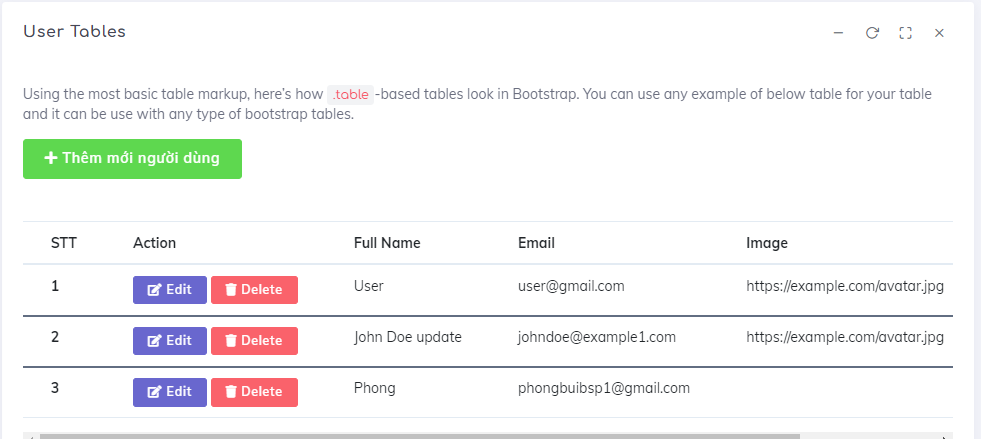 User Tables
Using the most basic table markup, here's how .table -based tables look in Bootstrap. You can use any example of below table for your table
and it can be use with any type of bootstrap tables.
Thêm mới người dùng
STT Action Full Name Email Image
1 Edit Delete User user@gmail.com https://example.com/avatar.jpg
2 Edit Delete John Doe update johndoe@example1.com https://example.com/avatar.jpg
3 Edit Delete Phong phongbuibsp1@gmail.com